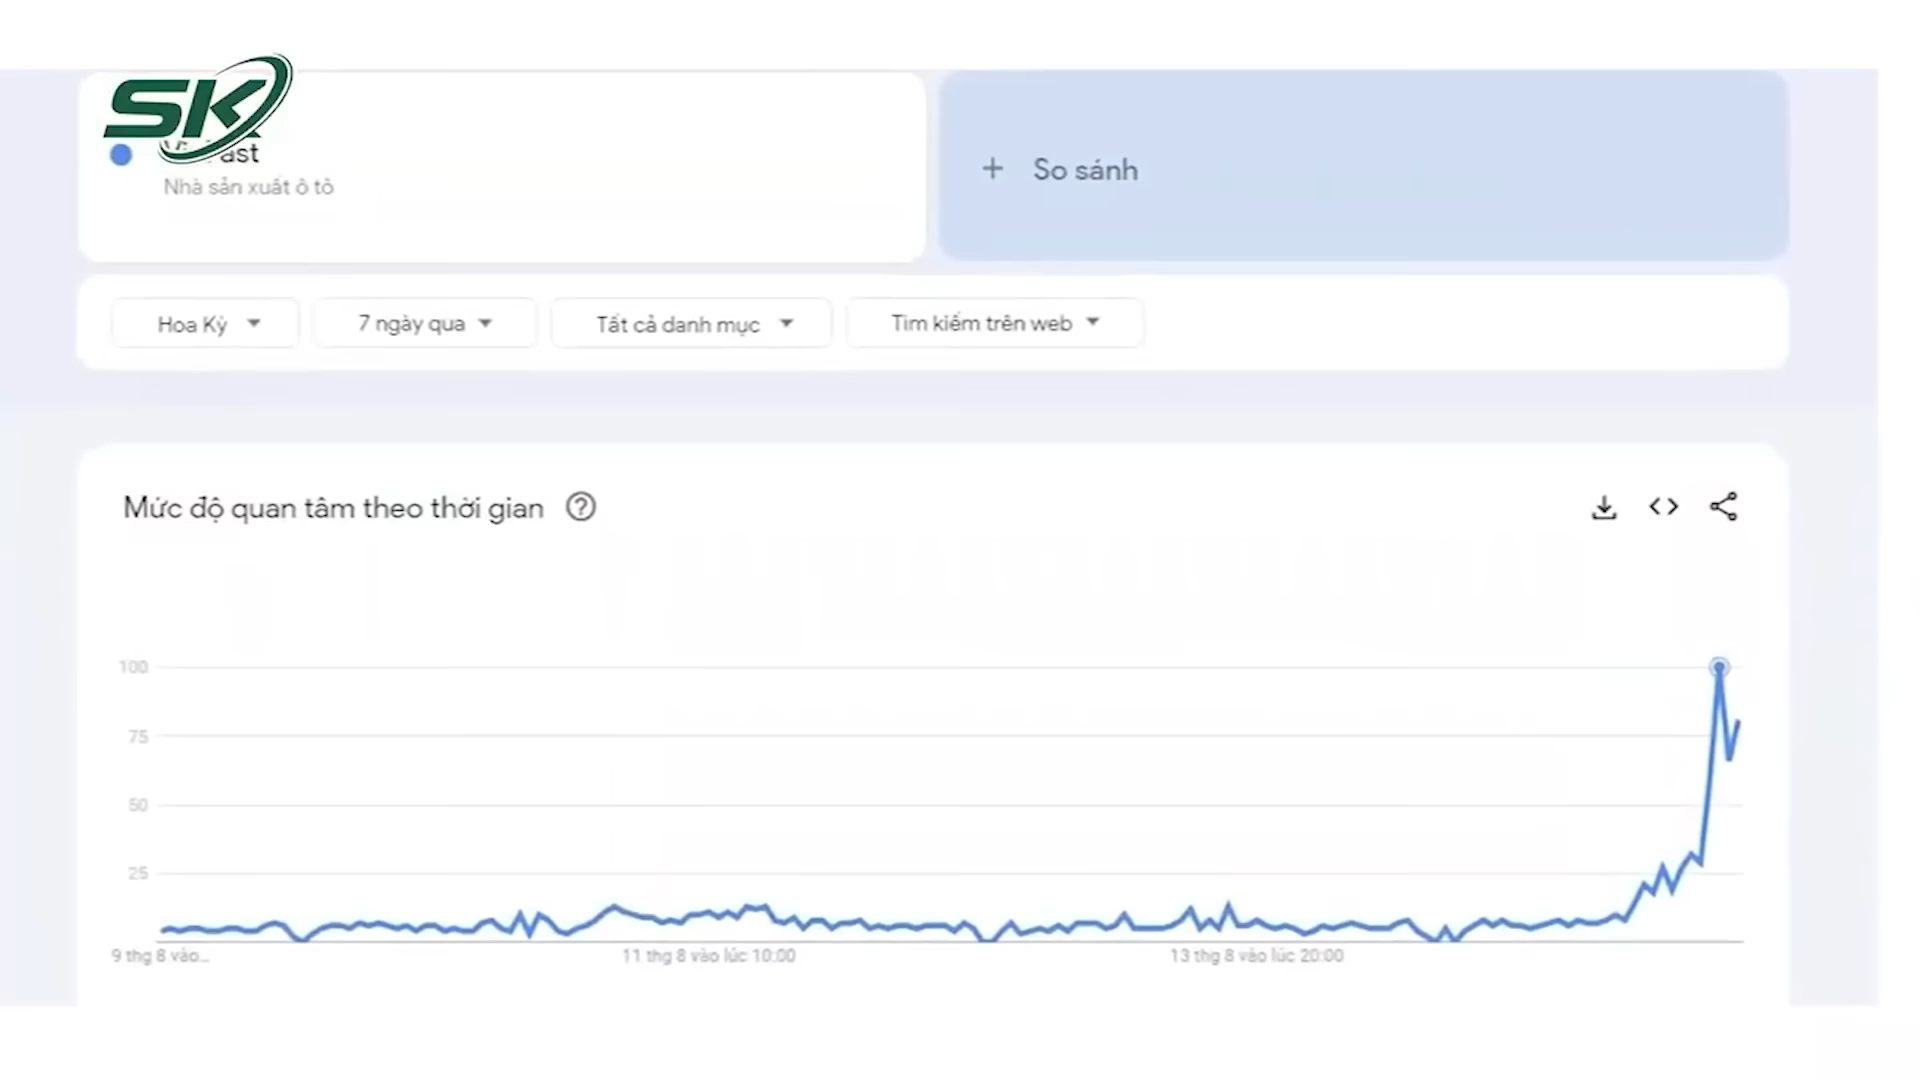 SK
Nhà sản xuất ô tô
+ So sánh
Hoa Kỳ
7 ngày qua
Tất cả danh mục
Tìm kiếm trên web
Mức độ quan tâm theo thời gian
100
75
50
25
9 thg 8 vào...
11 thg 8 vào lúc 10:00
13 thg 8 vào lúc 20:00